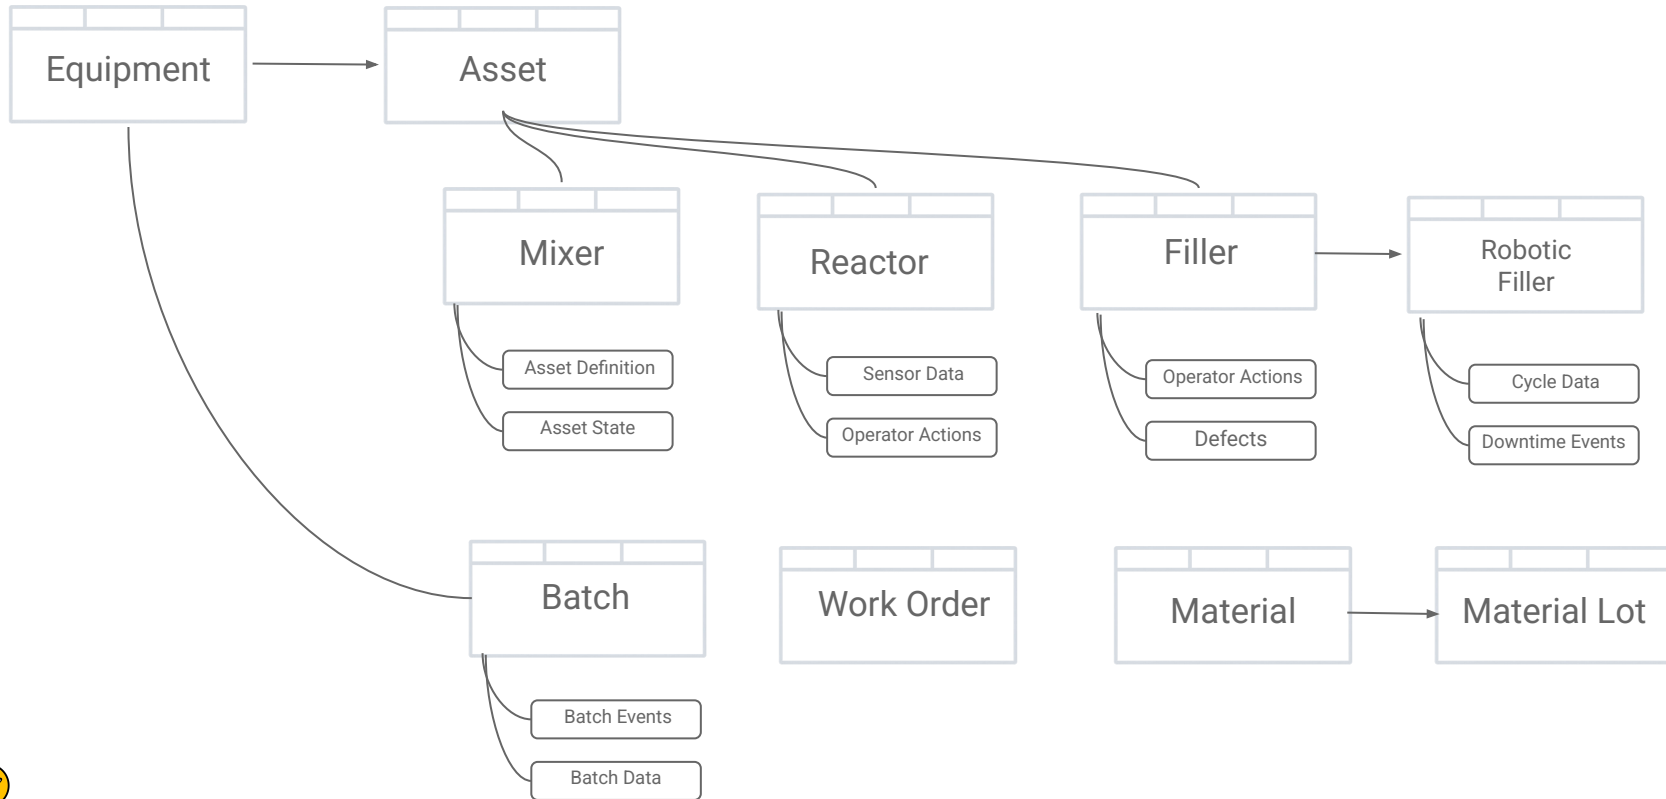 Equipment
Asset
Mixer
Reactor
Filler
Robotic
Filler
Asset Definition
Asset State
Sensor Data
Operator Actions
Operator Actions
Defects
Cycle Data
Downtime Events
Batch
Work Order
Material
Material Lot
Batch Events
Batch Data